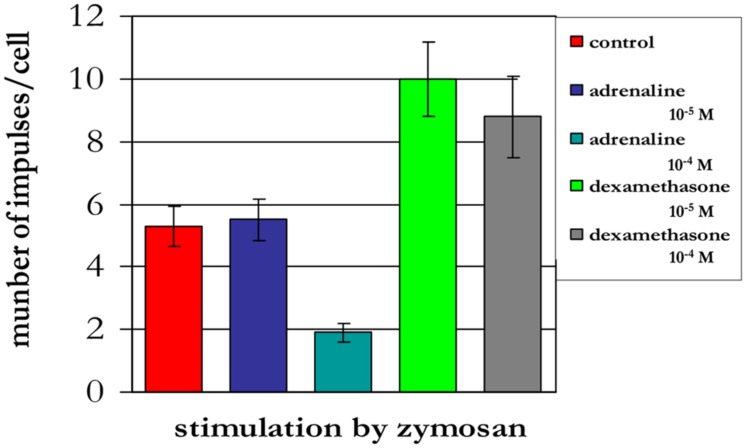 munber of impulses/cell
12
10
8
6
4
2
0
stimulation by zymosan
control
adrenaline
10⁻⁵ M
adrenaline
10⁻⁴ M
dexamethasone
10⁻⁵ M
dexamethasone
10⁻⁴ M